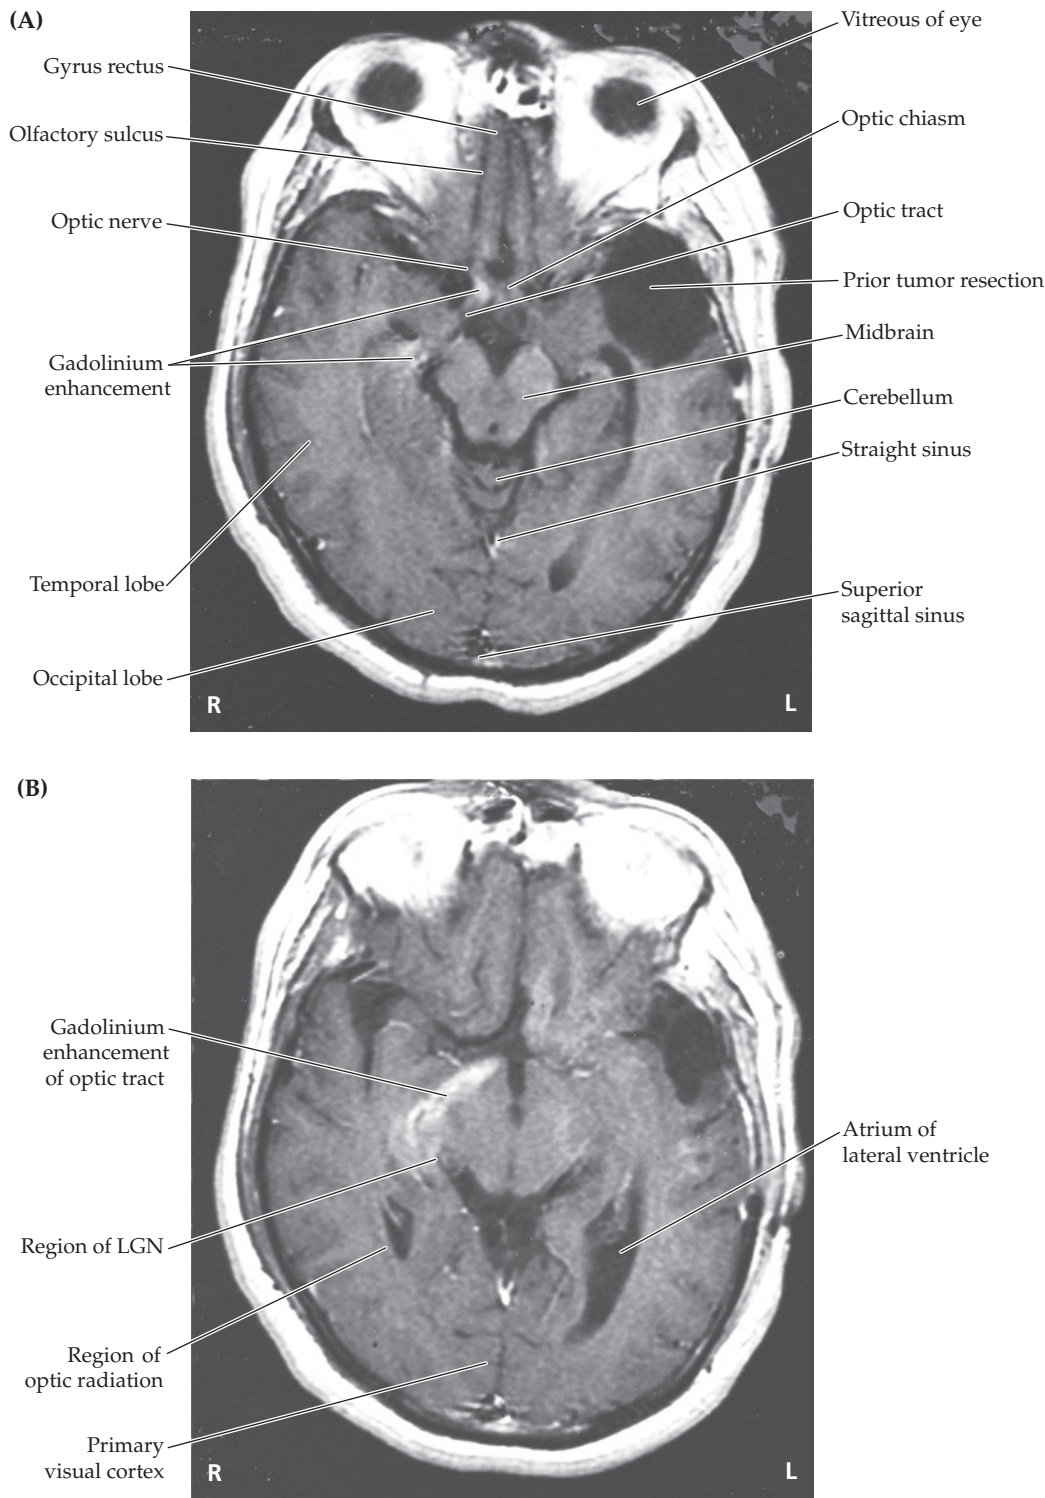 (A)
Gyrus rectus
Olfactory sulcus
Optic nerve
Gadolinium
enhancement
Temporal lobe
Occipital lobe
Vitreous of eye
Optic chiasm
Optic tract
Prior tumor resection
Midbrain
Cerebellum
Straight sinus
Superior
sagittal sinus
R
L
(B)
Gadolinium
enhancement
of optic tract
Region of LGN
Region of
optic radiation
Primary
visual cortex
Atrium of
lateral ventricle
R
L